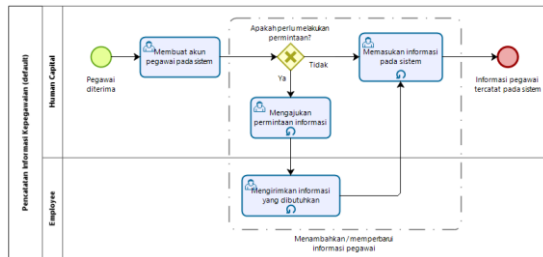 Pencatatan Informasi Kepegawaian (default)
Human Capital
Employee
Pegawai
diterima
Membuat akun
pegawai pada sistem
Apakah perlu melakukan
permintaan?
Tidak
Ya
Memasukan informasi
pada sistem
Informasi pegawai
tercatat pada sistem
Mengajukan
permintaan informasi
Mengirimkan informasi
yang dibutuhkan
Menambahkan / memperbarui
informasi pegawai